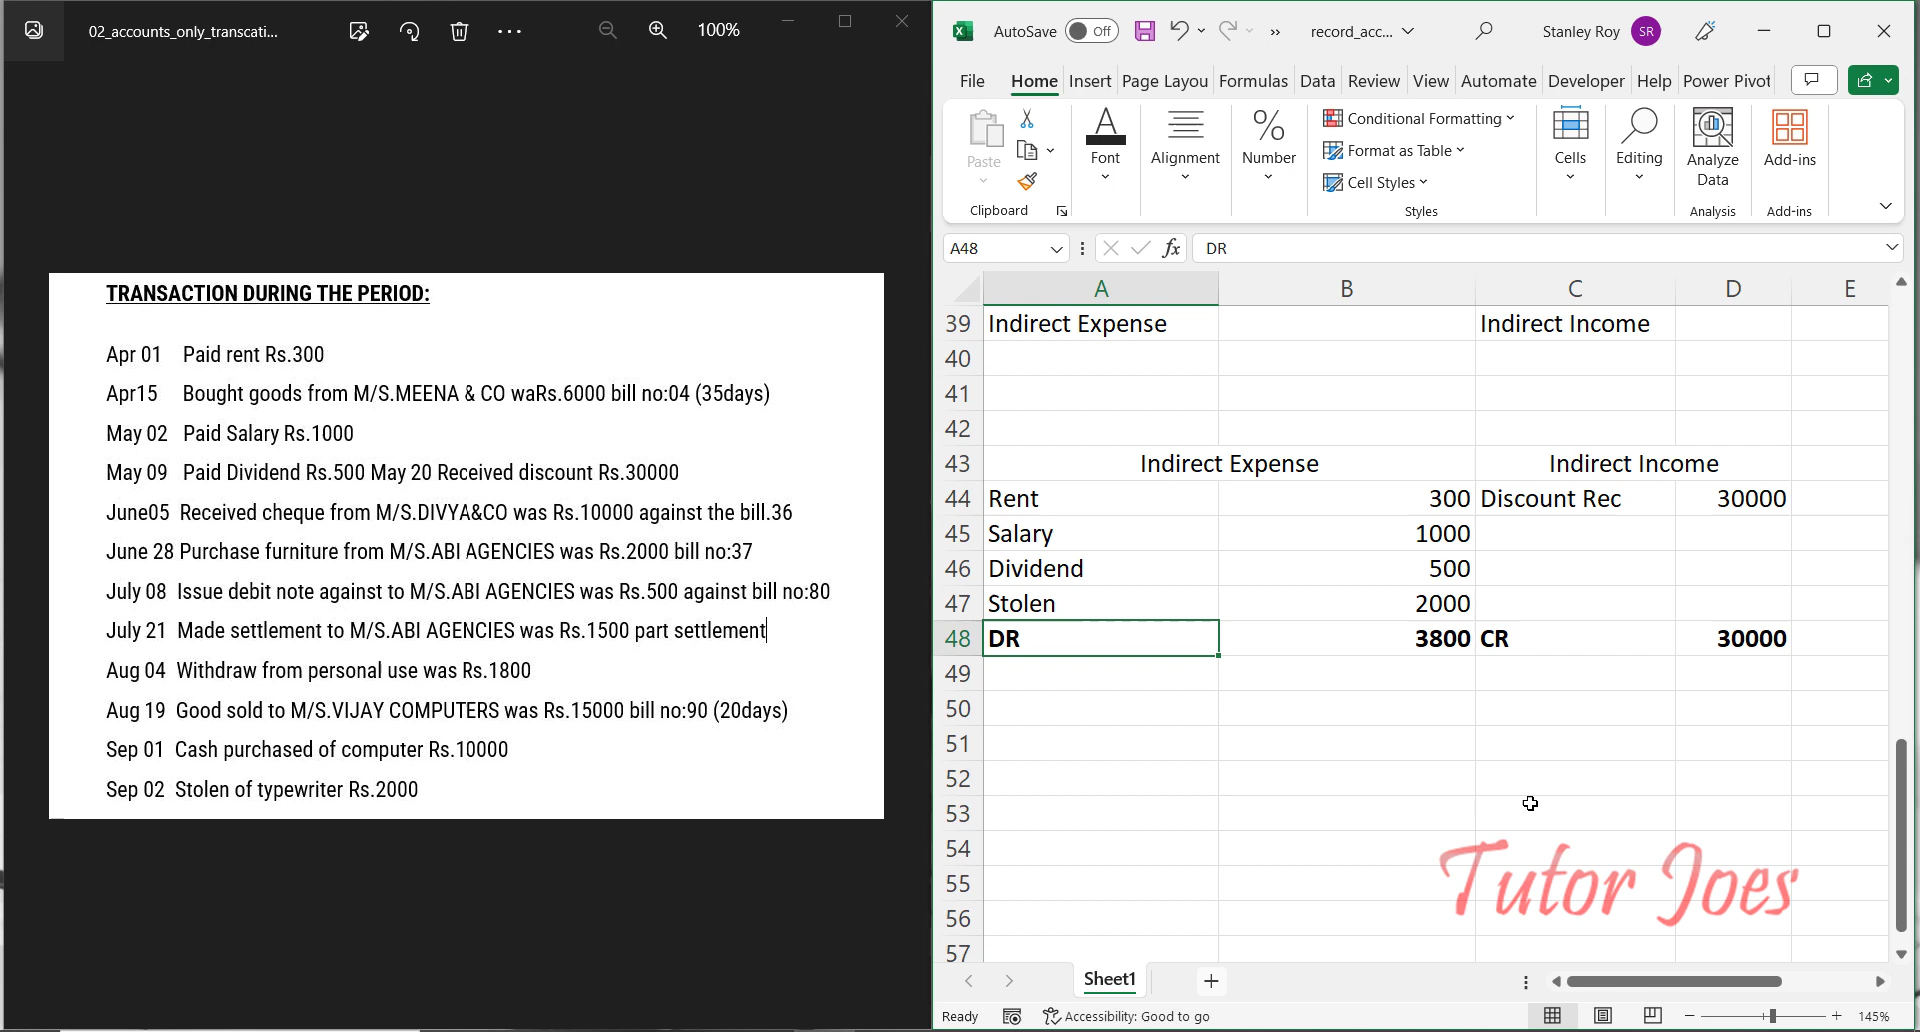 02_accounts_only_transcati...
100%
TRANSACTION DURING THE PERIOD:
Apr 01 Paid rent Rs.300
Apr15 Bought goods from M/S.MEENA & CO waRs.6000 bill no:04 (35days)
May 02 Paid Salary Rs.1000
May 09 Paid Dividend Rs.500 May 20 Received discount Rs.30000
June05 Received cheque from M/S.DIVYA&CO was Rs.10000 against the bill.36
June 28 Purchase furniture from M/S.ABI AGENCIES was Rs.2000 bill no:37
July 08 Issue debit note against to M/S.ABI AGENCIES was Rs.500 against bill no:80
July 21 Made settlement to M/S.ABI AGENCIES was Rs.1500 part settlement
Aug 04 Withdraw from personal use was Rs.1800
Aug 19 Good sold to M/S.VIJAY COMPUTERS was Rs.15000 bill no:90 (20days)
Sep 01 Cash purchased of computer Rs.10000
Sep 02 Stolen of typewriter Rs.2000
AutoSave Off record_acc... Stanley Roy SR
File Home Insert Page Layou Formulas Data Review View Automate Developer Help Power Pivot
Paste Font Alignment Number Conditional Formatting Format as Table Cell Styles Cells Editing Analyze Data Add-ins
Clipboard Styles Analysis Add-ins
A48 fx DR
A B C D E
39 Indirect Expense Indirect Income
40
41
42
43 Indirect Expense Indirect Income
44 Rent 300 Discount Rec 30000
45 Salary 1000
46 Dividend 500
47 Stolen 2000
48 DR 3800 CR 30000
49
50
51
52
53
54
55
56
57
Tutor Joes
Sheet1
Ready Accessibility: Good to go 145%